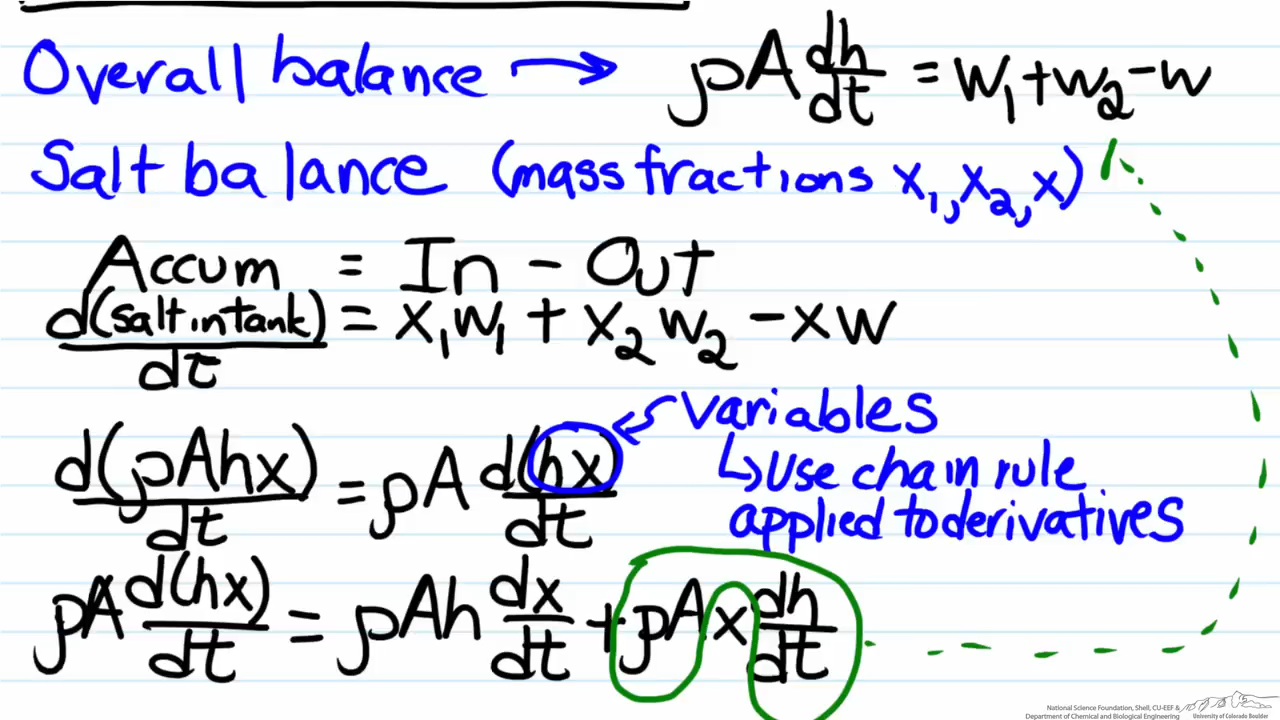 Overall balance → ρA dh/dt = w₁+w₂-w
Salt balance (mass fractions x₁, x₂, x)
Accum = In - Out
d(salt in tank)/dt = x₁w₁ + x₂w₂ - xw
variables
d(ρAhx)/dt = ρA d(hx)/dt
↳ Use chain rule
applied to derivatives
ρA d(hx)/dt = ρAh dx/dt + ρAx dh/dt
National Science Foundation, Shell, CU-EEF &
Department of Chemical and Biological Engineering
University of Colorado Boulder